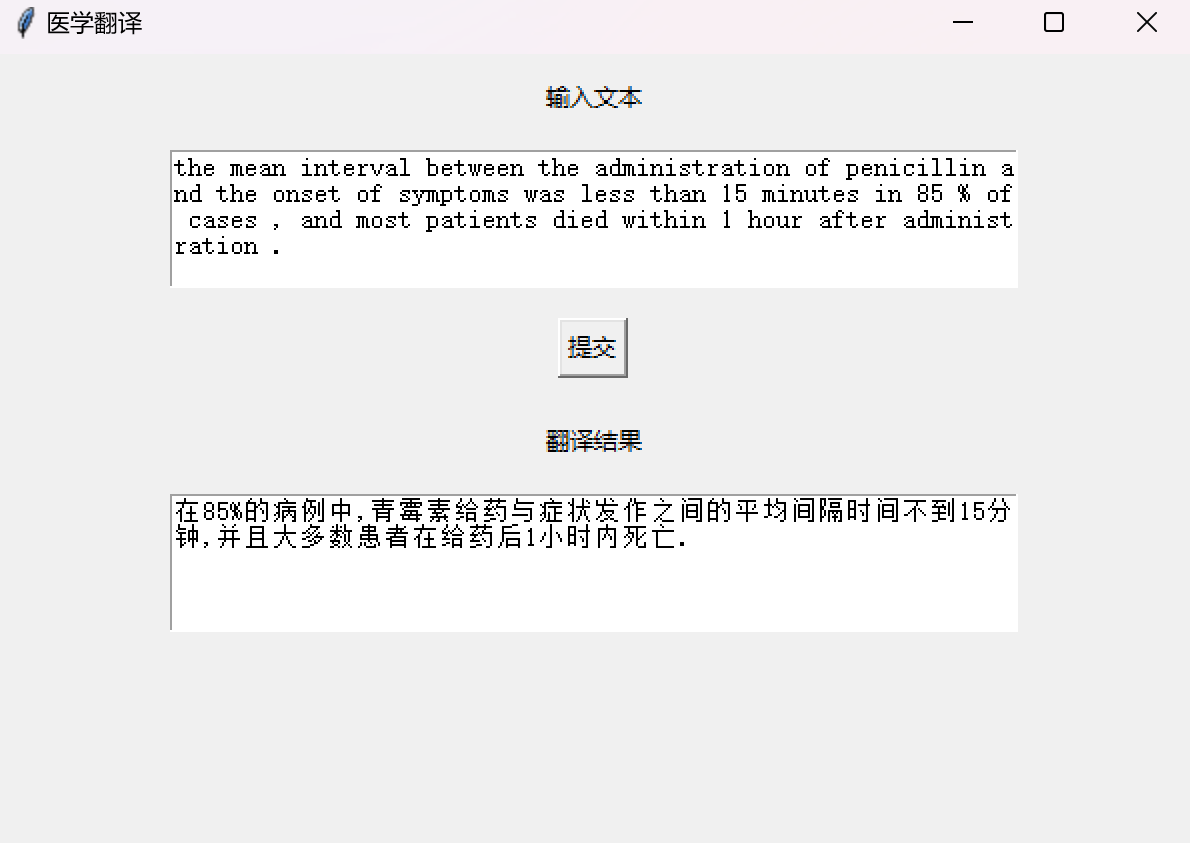 医学翻译
输入文本
the mean interval between the administration of penicillin a
nd the onset of symptoms was less than 15 minutes in 85 % of
 cases , and most patients died within 1 hour after administ
ration .
提交
翻译结果
在85%的病例中,青霉素给药与症状发作之间的平均间隔时间不到15分
钟,并且大多数患者在给药后1小时内死亡.